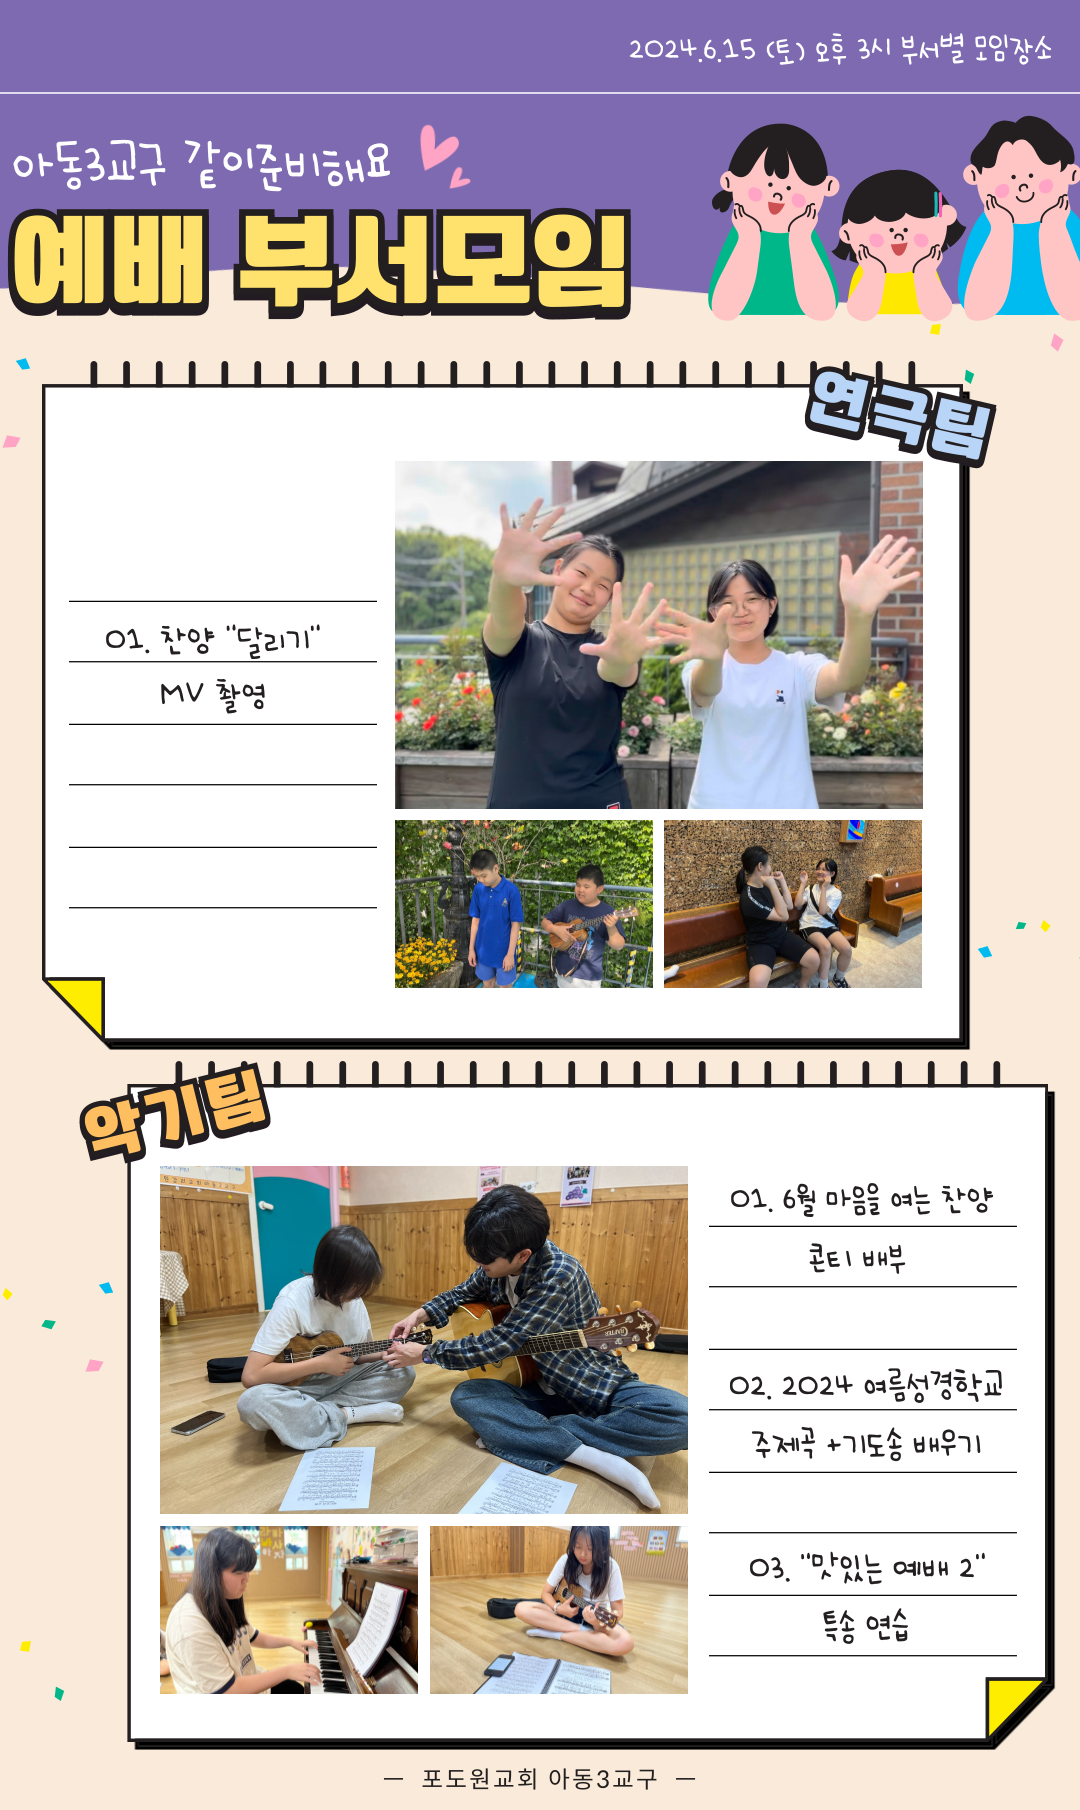 2024.6.15 (토) 오후 3시 부서별 모임장소
아동3교구 같이준비해요
예배 부서모임
연극팀
01. 찬양 "달리기"
MV 촬영
악기팀
01. 6월 마음을 여는 찬양
콘티 배부
02. 2024 여름성경학교
주제곡 +기도송 배우기
03. "맛있는 예배 2"
특송 연습
— 포도원교회 아동3교구 —